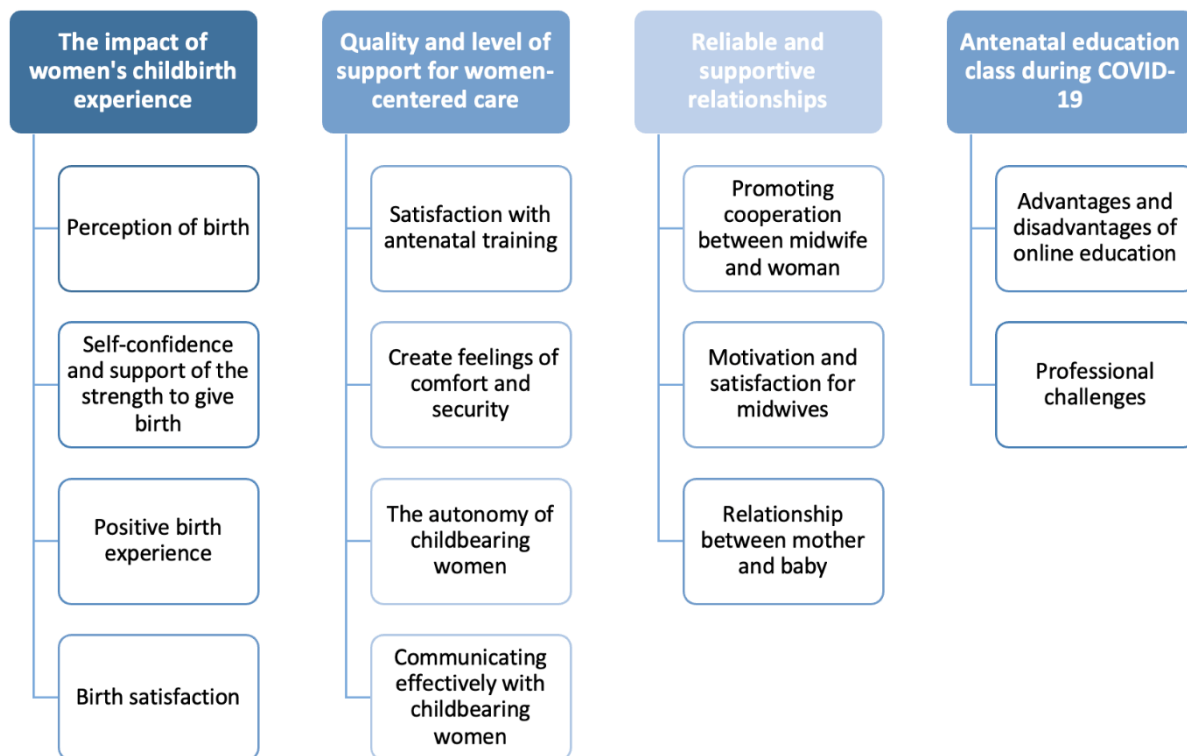 The impact of
women's childbirth
experience
Perception of birth
Self-confidence
and support of the
strength to give
birth
Positive birth
experience
Birth satisfaction
Quality and level of
support for women-
centered care
Satisfaction with
antenatal training
Create feelings of
comfort and
security
The autonomy of
childbearing
women
Communicating
effectively with
childbearing
women
Reliable and
supportive
relationships
Promoting
cooperation
between midwife
and woman
Motivation and
satisfaction for
midwives
Relationship
between mother
and baby
Antenatal education
class during COVID-
19
Advantages and
disadvantages of
online education
Professional
challenges